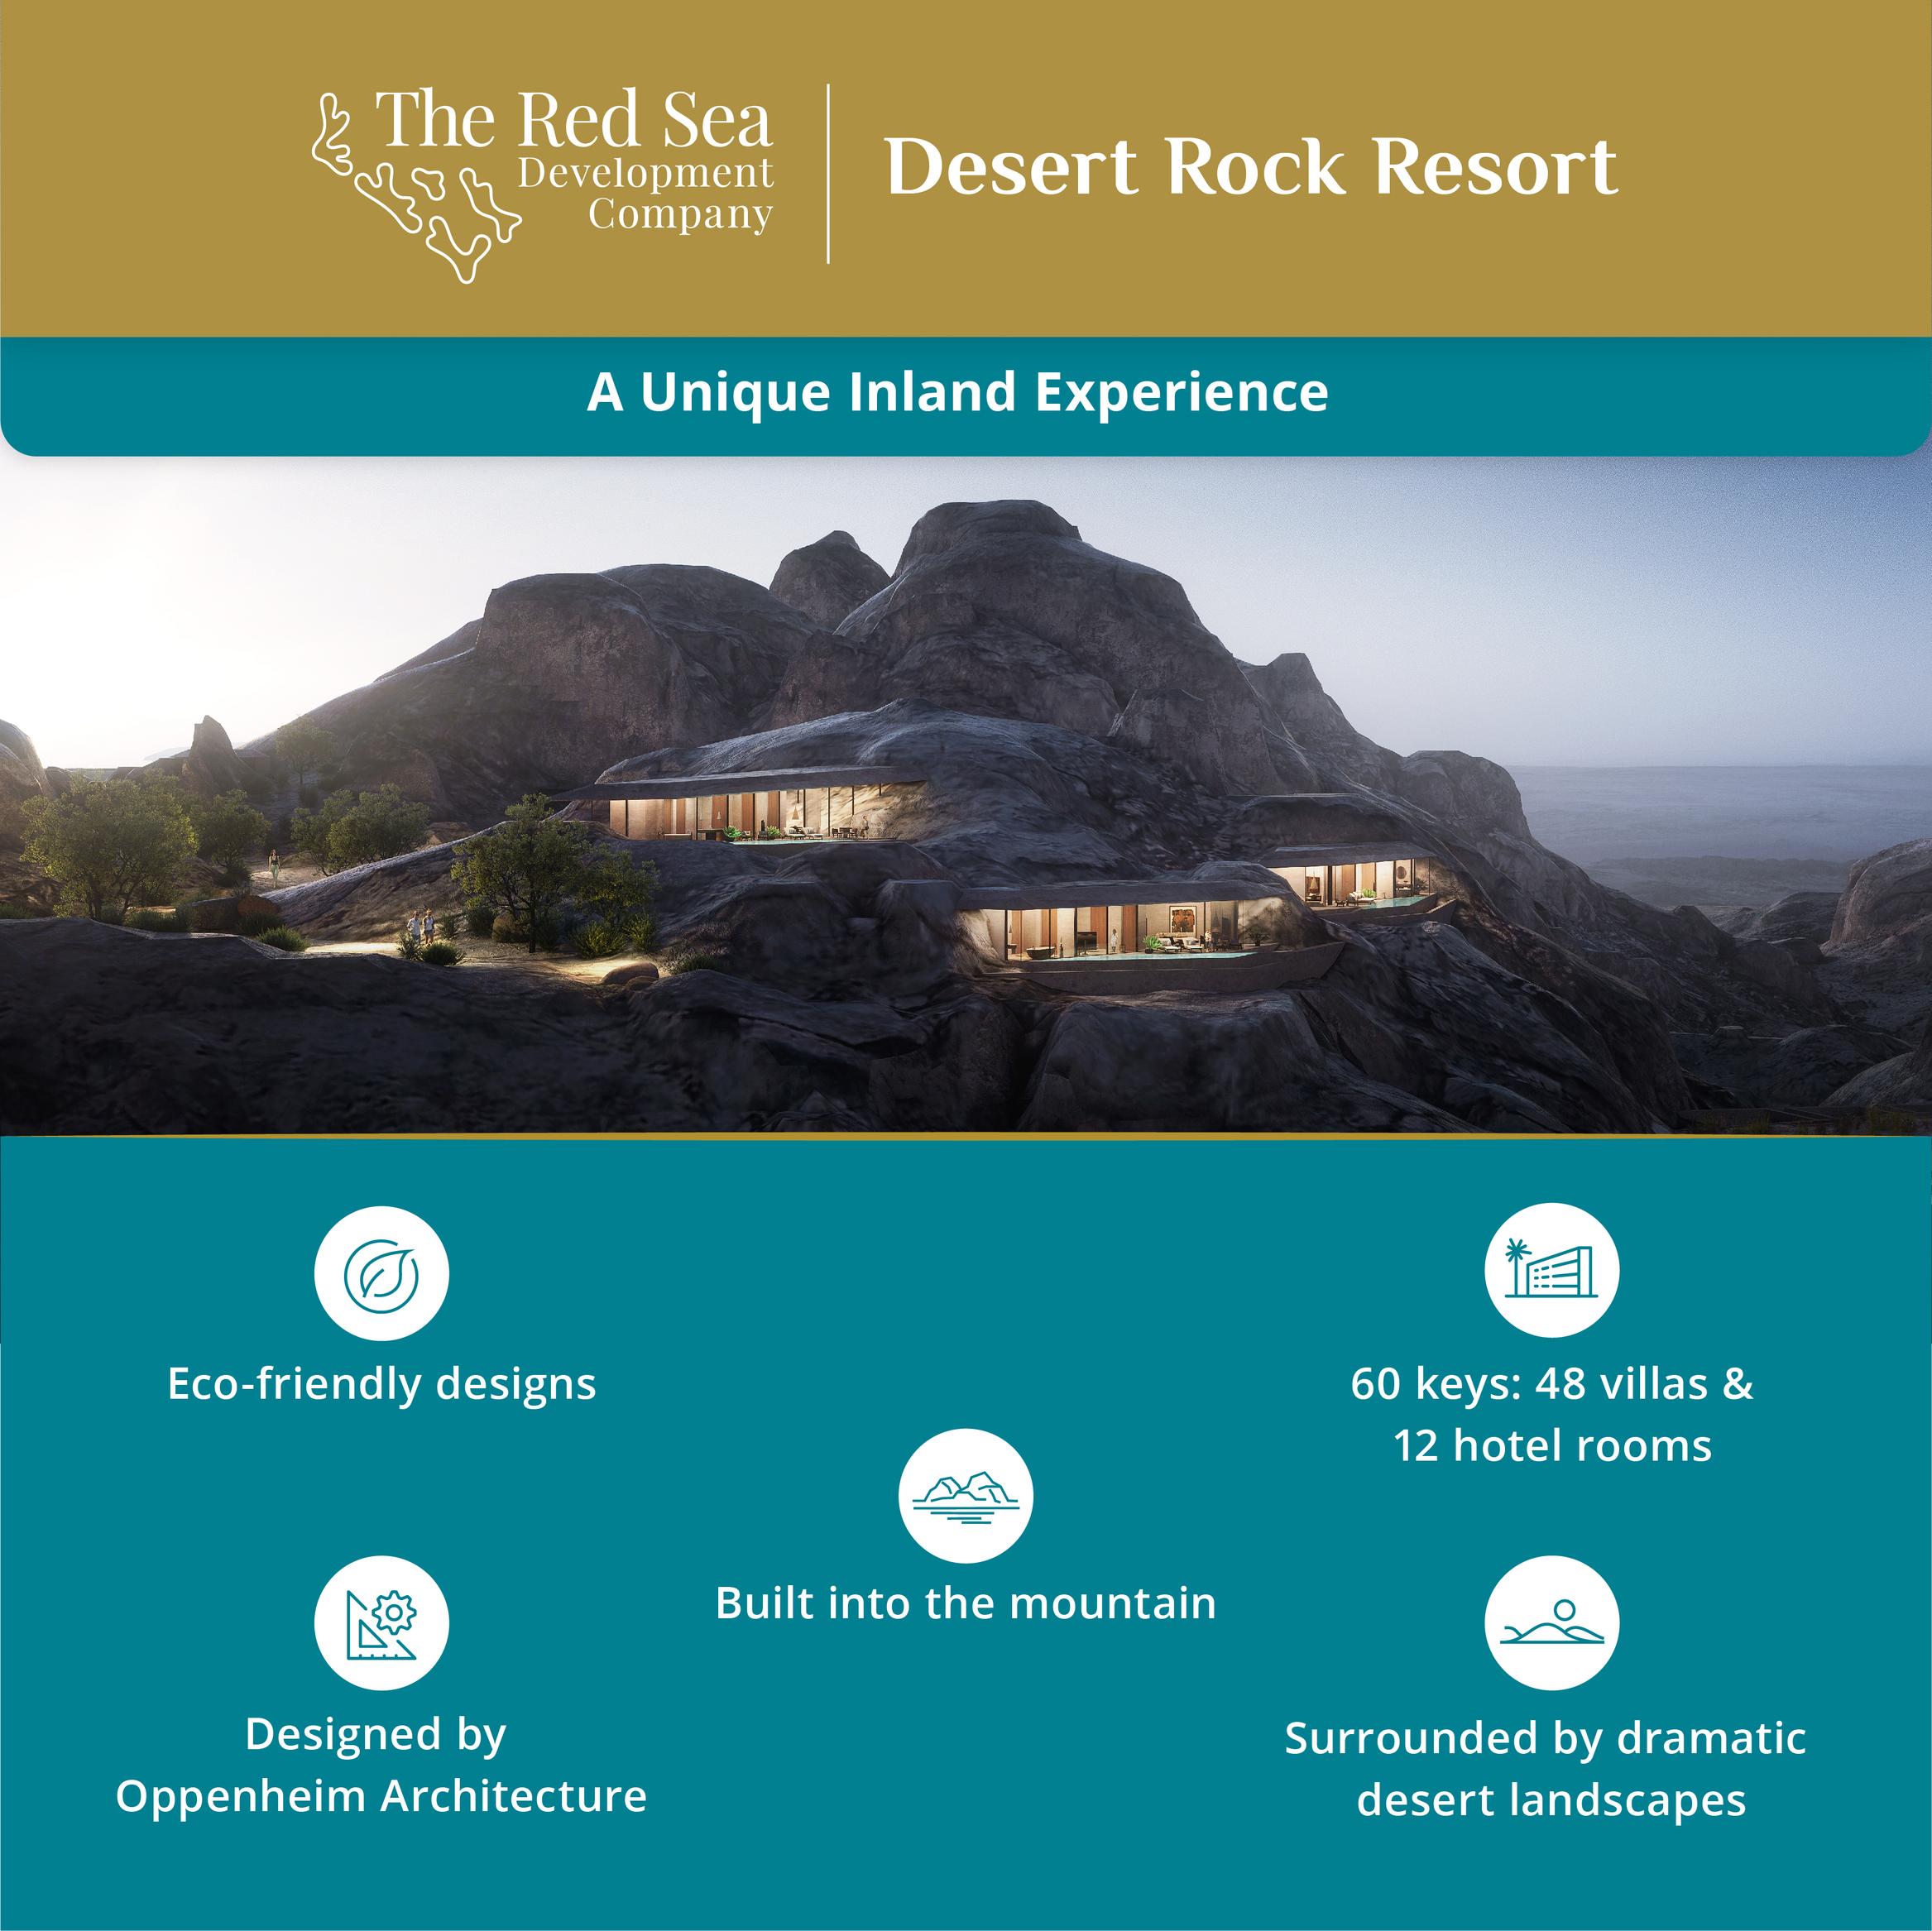 The Red Sea
Development
Company
Desert Rock Resort
A Unique Inland Experience
Eco-friendly designs
60 keys: 48 villas &
12 hotel rooms
Built into the mountain
Designed by
Oppenheim Architecture
Surrounded by dramatic
desert landscapes